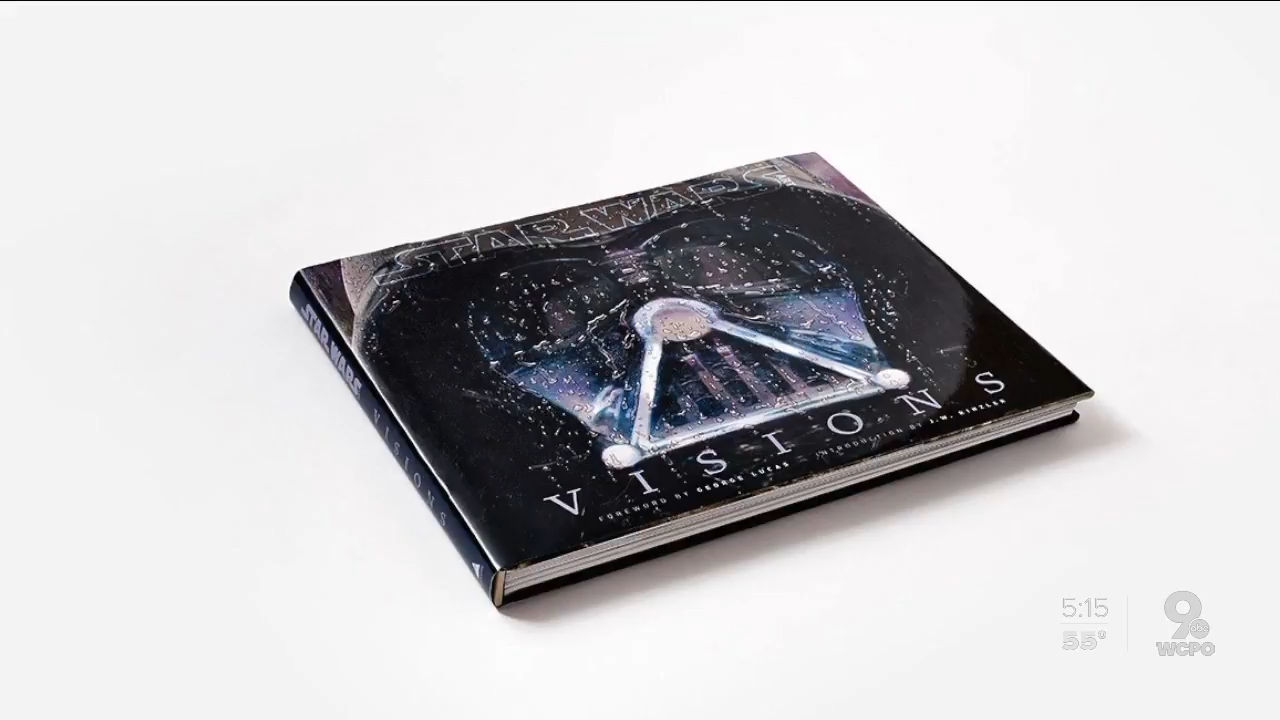 STAR WARS
STAR WARS VISIONS
VISIONS
FOREWORD BY GEORGE LUCAS INTRODUCTION BY J. W. RINZLER
5:15
55°
9
abc
WCPO